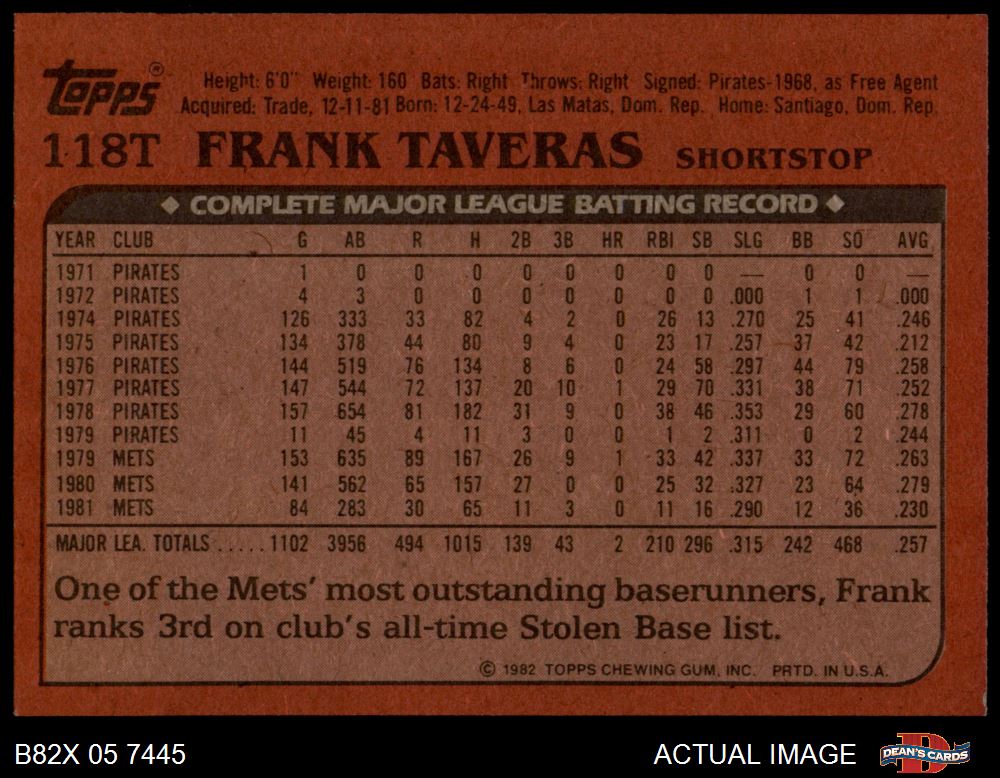 Topps®
Height: 6'0" Weight: 160 Bats: Right Throws: Right Signed: Pirates-1968, as Free Agent
Acquired: Trade, 12-11-81 Born: 12-24-49, Las Matas, Dom. Rep. Home: Santiago, Dom. Rep.
118T FRANK TAVERAS SHORTSTOP
◆ COMPLETE MAJOR LEAGUE BATTING RECORD ◆
YEAR CLUB G AB R H 2B 3B HR RBI SB SLG BB SO AVG
1971 PIRATES 1 0 0 0 0 0 0 0 0 — 0 0 —
1972 PIRATES 4 3 0 0 0 0 0 0 0 .000 1 1 .000
1974 PIRATES 126 333 33 82 4 2 0 26 13 .270 25 41 .246
1975 PIRATES 134 378 44 80 9 4 0 23 17 .257 37 42 .212
1976 PIRATES 144 519 76 134 8 6 0 24 58 .297 44 79 .258
1977 PIRATES 147 544 72 137 20 10 1 29 70 .331 38 71 .252
1978 PIRATES 157 654 81 182 31 9 0 38 46 .353 29 60 .278
1979 PIRATES 11 45 4 11 3 0 0 1 2 .311 0 2 .244
1979 METS 153 635 89 167 26 9 1 33 42 .337 33 72 .263
1980 METS 141 562 65 157 27 0 0 25 32 .327 23 64 .279
1981 METS 84 283 30 65 11 3 0 11 16 .290 12 36 .230
MAJOR LEA. TOTALS ..... 1102 3956 494 1015 139 43 2 210 296 .315 242 468 .257
One of the Mets' most outstanding baserunners, Frank
ranks 3rd on club's all-time Stolen Base list.
© 1982 TOPPS CHEWING GUM, INC. PRTD. IN U.S.A.
B82X 05 7445 ACTUAL IMAGE DEAN'S CARDS